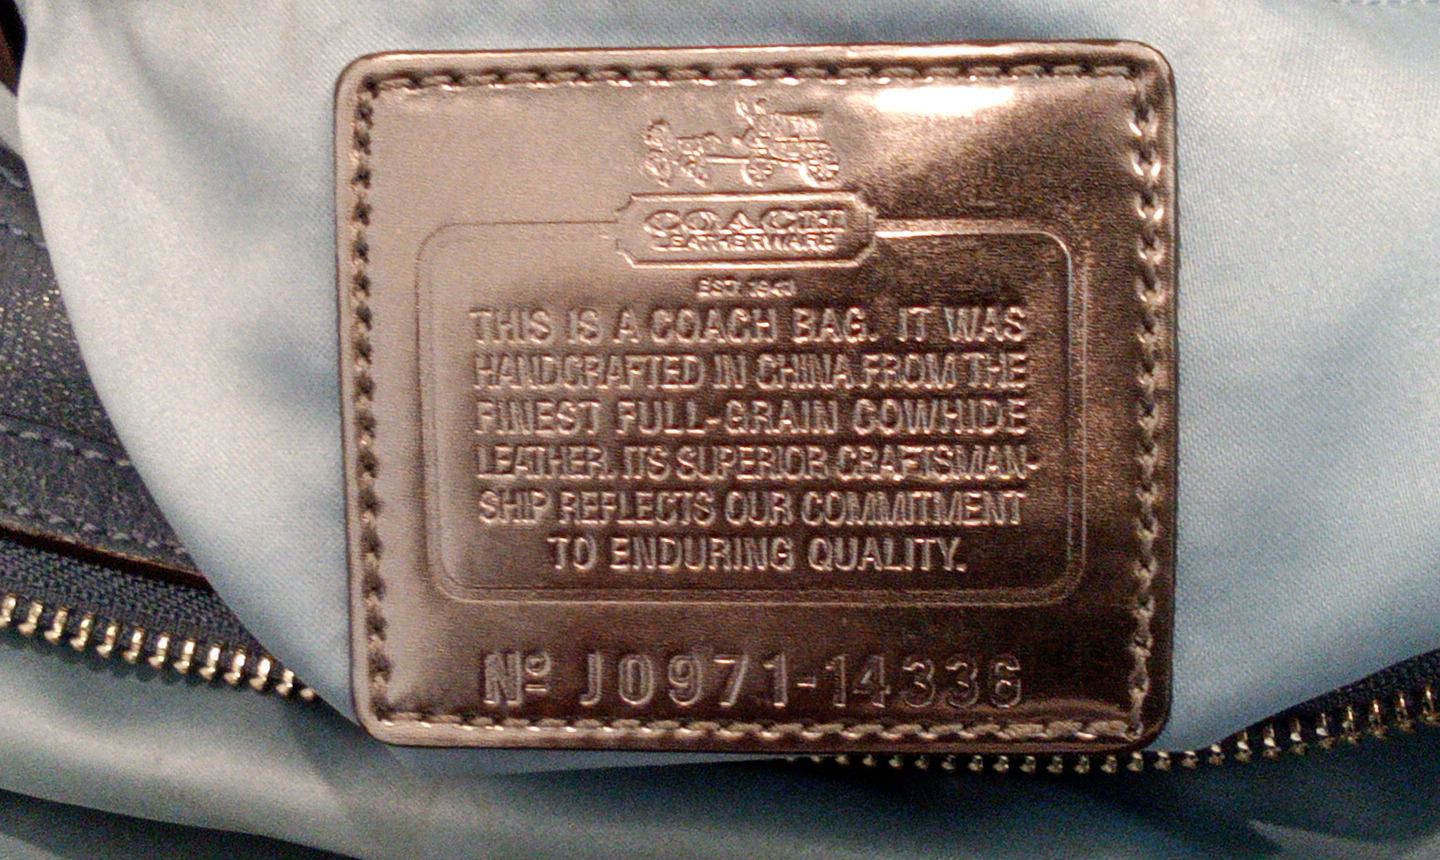 COACH
LEATHERWARE
EST. 1941
THIS IS A COACH BAG. IT WAS
HANDCRAFTED IN CHINA FROM THE
FINEST FULL-GRAIN COWHIDE
LEATHER. ITS SUPERIOR CRAFTSMAN-
SHIP REFLECTS OUR COMMITMENT
TO ENDURING QUALITY.
Nº J0971-14336